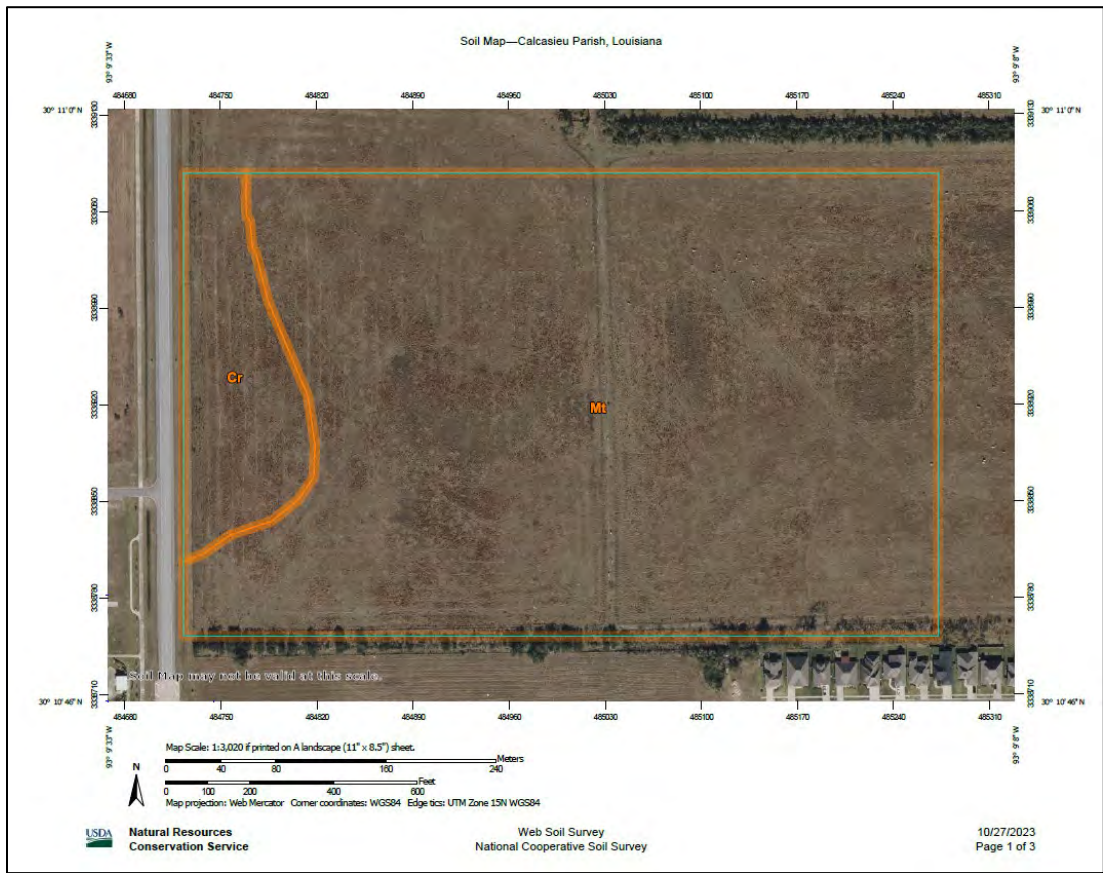 Soil Map—Calcasieu Parish, Louisiana
93° 9' 33" W
93° 9' 8" W
484680 484750 484820 484890 484960 485030 485100 485170 485240 485310
30° 11' 0" N
30° 11' 0" N
3339130
3339130
3339060
3339060
3338990
3338990
Cr
3338920
3338920
Mt
3338850
3338850
3338780
3338780
Soil Map may not be valid at this scale.
3338710
3338710
30° 10' 46" N
30° 10' 46" N
484680 484750 484820 484890 484960 485030 485100 485170 485240 485310
93° 9' 33" W
93° 9' 8" W
Map Scale: 1:3,020 if printed on A landscape (11" x 8.5") sheet.
N
Meters
0 40 80 160 240
Feet
0 100 200 400 600
Map projection: Web Mercator Corner coordinates: WGS84 Edge tics: UTM Zone 15N WGS84
USDA
Natural Resources
Conservation Service
Web Soil Survey
National Cooperative Soil Survey
10/27/2023
Page 1 of 3